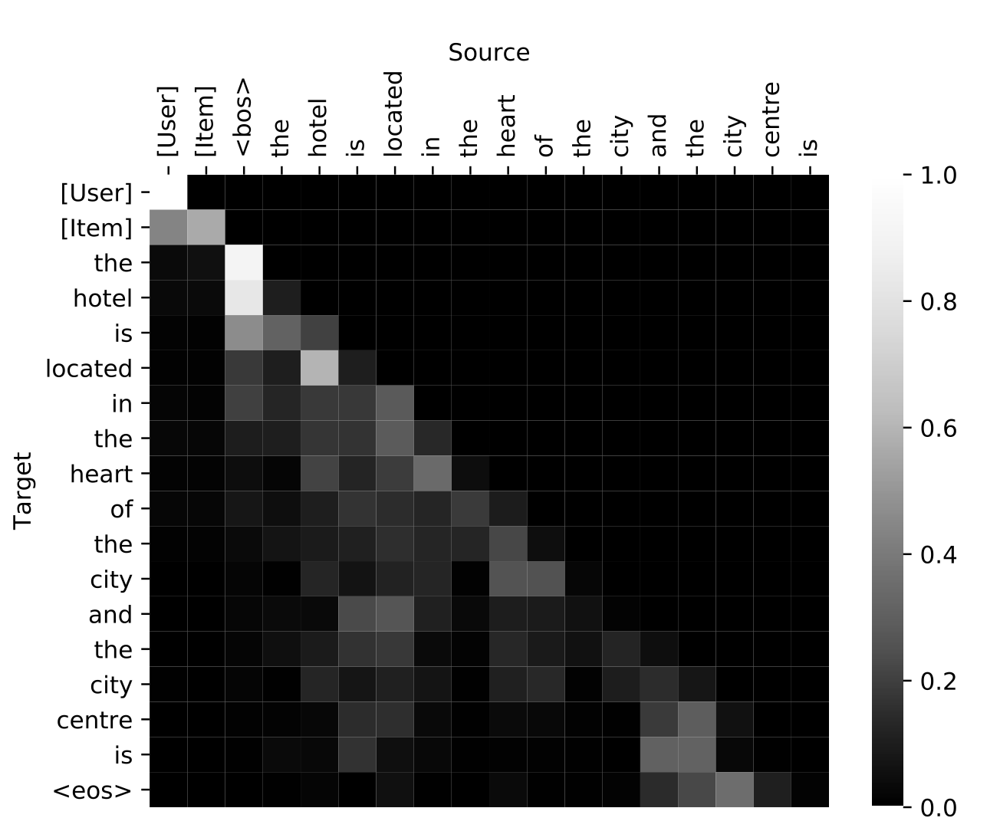 Source
[User]
[Item]
<bos>
the
hotel
is
located
in
the
heart
of
the
city
and
the
city
centre
is
Target
[User]
[Item]
the
hotel
is
located
in
the
heart
of
the
city
and
the
city
centre
is
<eos>
1.0
0.8
0.6
0.4
0.2
0.0